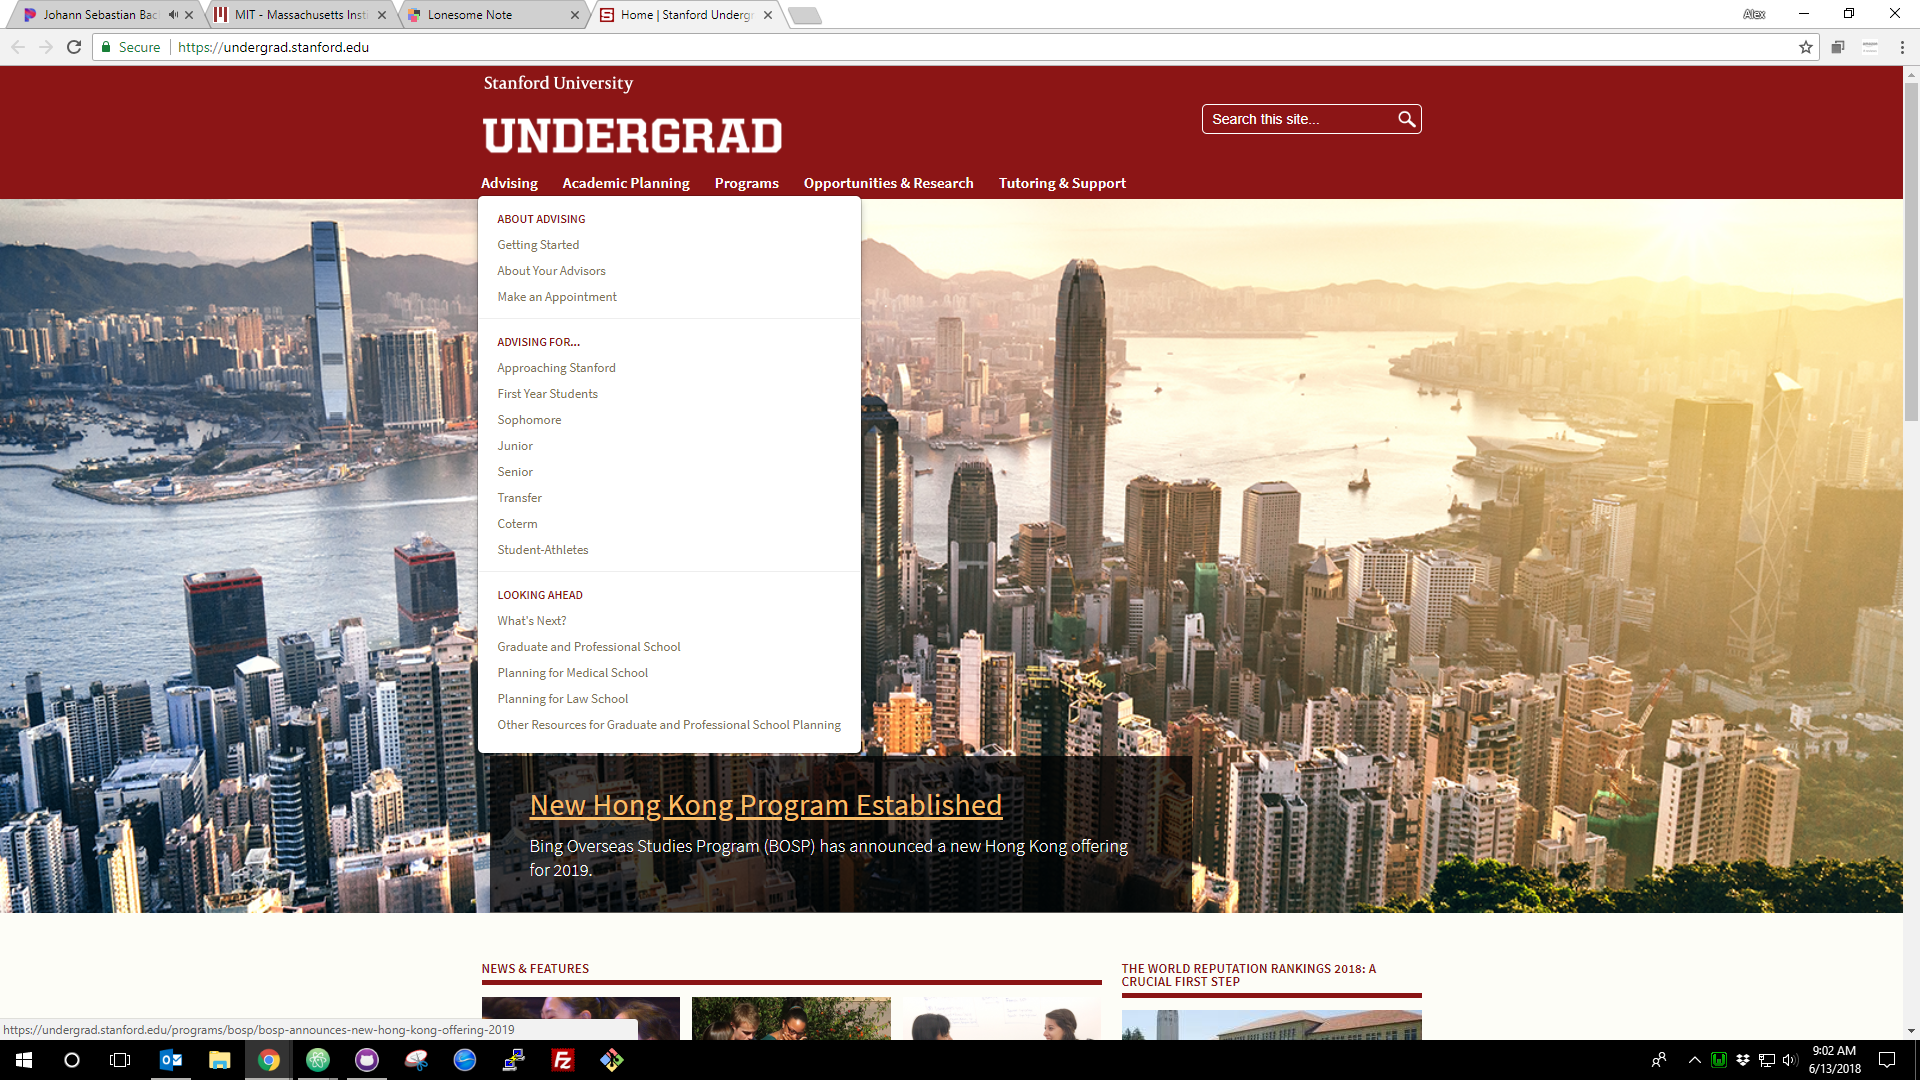 Johann Sebastian Bac
MIT - Massachusetts Insti
Lonesome Note
Home | Stanford Undergr
Alex
Secure
https://undergrad.stanford.edu
Stanford University
UNDERGRAD
Search this site...
Advising
Academic Planning
Programs
Opportunities & Research
Tutoring & Support
ABOUT ADVISING
Getting Started
About Your Advisors
Make an Appointment
ADVISING FOR...
Approaching Stanford
First Year Students
Sophomore
Junior
Senior
Transfer
Coterm
Student-Athletes
LOOKING AHEAD
What's Next?
Graduate and Professional School
Planning for Medical School
Planning for Law School
Other Resources for Graduate and Professional School Planning
New Hong Kong Program Established
Bing Overseas Studies Program (BOSP) has announced a new Hong Kong offering
for 2019.
NEWS & FEATURES
THE WORLD REPUTATION RANKINGS 2018: A
CRUCIAL FIRST STEP
https://undergrad.stanford.edu/programs/bosp/bosp-announces-new-hong-kong-offering-2019
9:02 AM
6/13/2018